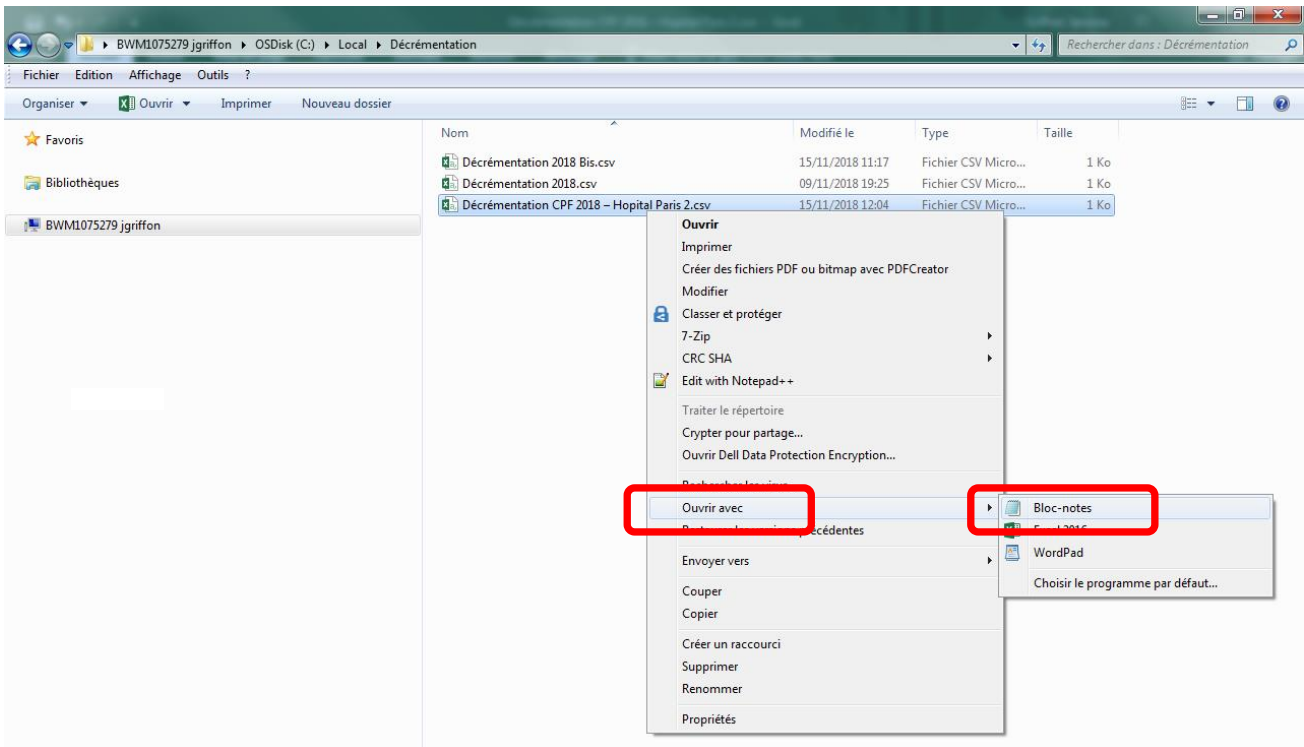 BWM1075279 jgriffon ▸ OSDisk (C:) ▸ Local ▸ Décrémentation
Rechercher dans : Décrémentation
Fichier Edition Affichage Outils ?
Organiser Ouvrir Imprimer Nouveau dossier
Favoris
Bibliothèques
BWM1075279 jgriffon
Nom Modifié le Type Taille
Décrémentation 2018 Bis.csv 15/11/2018 11:17 Fichier CSV Micro... 1 Ko
Décrémentation 2018.csv 09/11/2018 19:25 Fichier CSV Micro... 1 Ko
Décrémentation CPF 2018 – Hopital Paris 2.csv 15/11/2018 12:04 Fichier CSV Micro... 1 Ko
Ouvrir
Imprimer
Créer des fichiers PDF ou bitmap avec PDFCreator
Modifier
Classer et protéger
7-Zip
CRC SHA
Edit with Notepad++
Traiter le répertoire
Crypter pour partage...
Ouvrir Dell Data Protection Encryption...
Ouvrir avec
précédentes
Envoyer vers
Couper
Copier
Créer un raccourci
Supprimer
Renommer
Propriétés
Bloc-notes
Excel 2016
WordPad
Choisir le programme par défaut...